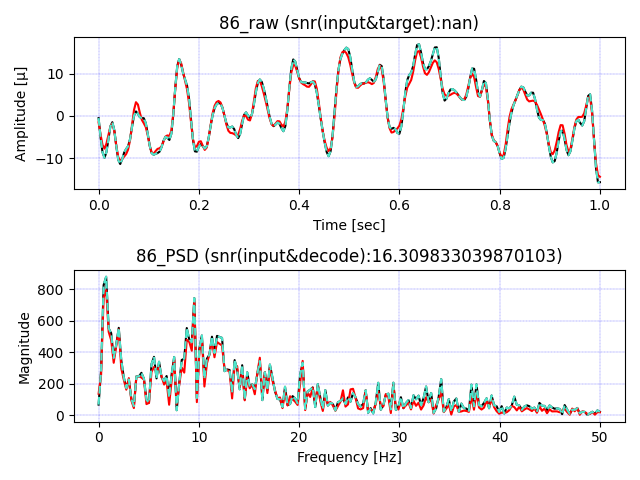 86_raw (snr(input&target):nan)
Amplitude [µ]
10
0
−10
0.0 0.2 0.4 0.6 0.8 1.0
Time [sec]
86_PSD (snr(input&decode):16.309833039870103)
Magnitude
800
600
400
200
0
0 10 20 30 40 50
Frequency [Hz]